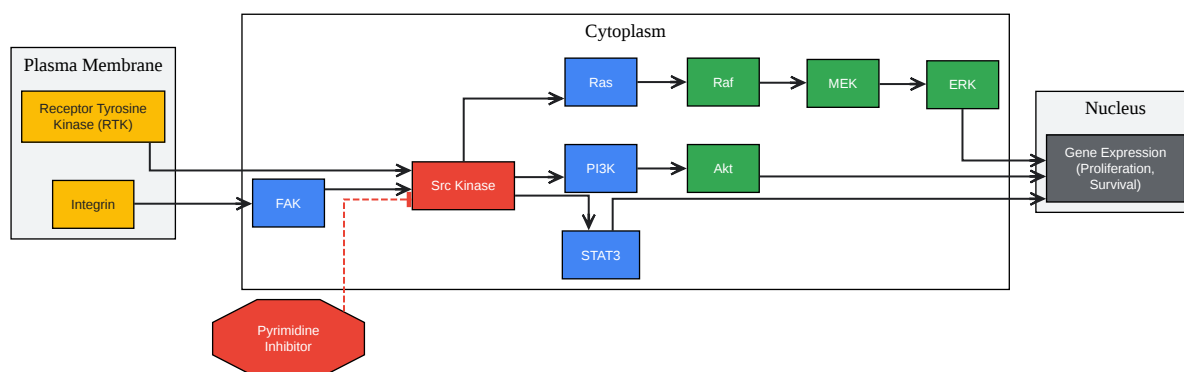 Cytoplasm
Plasma Membrane
Receptor Tyrosine
Kinase (RTK)
Integrin
FAK
Src Kinase
Ras
Raf
MEK
ERK
PI3K
Akt
STAT3
Nucleus
Gene Expression
(Proliferation,
Survival)
Pyrimidine
Inhibitor